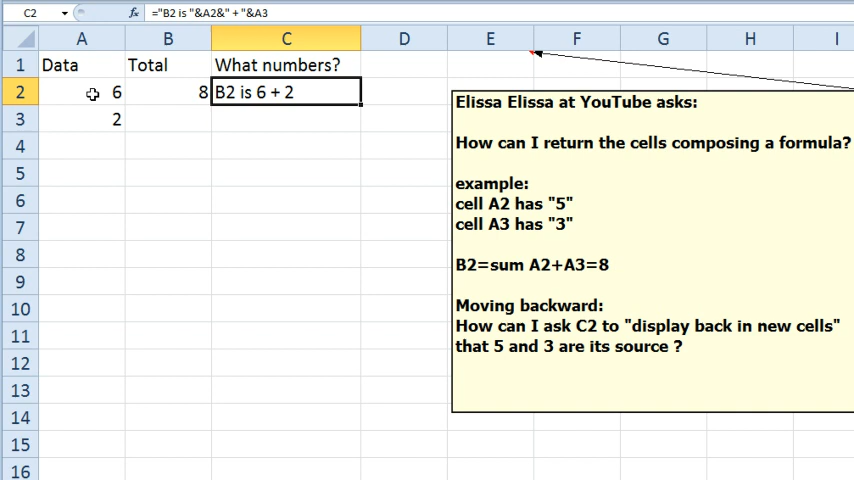 C2 fx ="B2 is "&A2&" + "&A3
A B C D E F G H I
1 Data Total What numbers?
2 6 8 B2 is 6 + 2
3 2
4
5
6
7
8
9
10
11
12
13
14
15
16
Elissa Elissa at YouTube asks:
How can I return the cells composing a formula?
example:
cell A2 has "5"
cell A3 has "3"
B2=sum A2+A3=8
Moving backward:
How can I ask C2 to "display back in new cells"
that 5 and 3 are its source ?